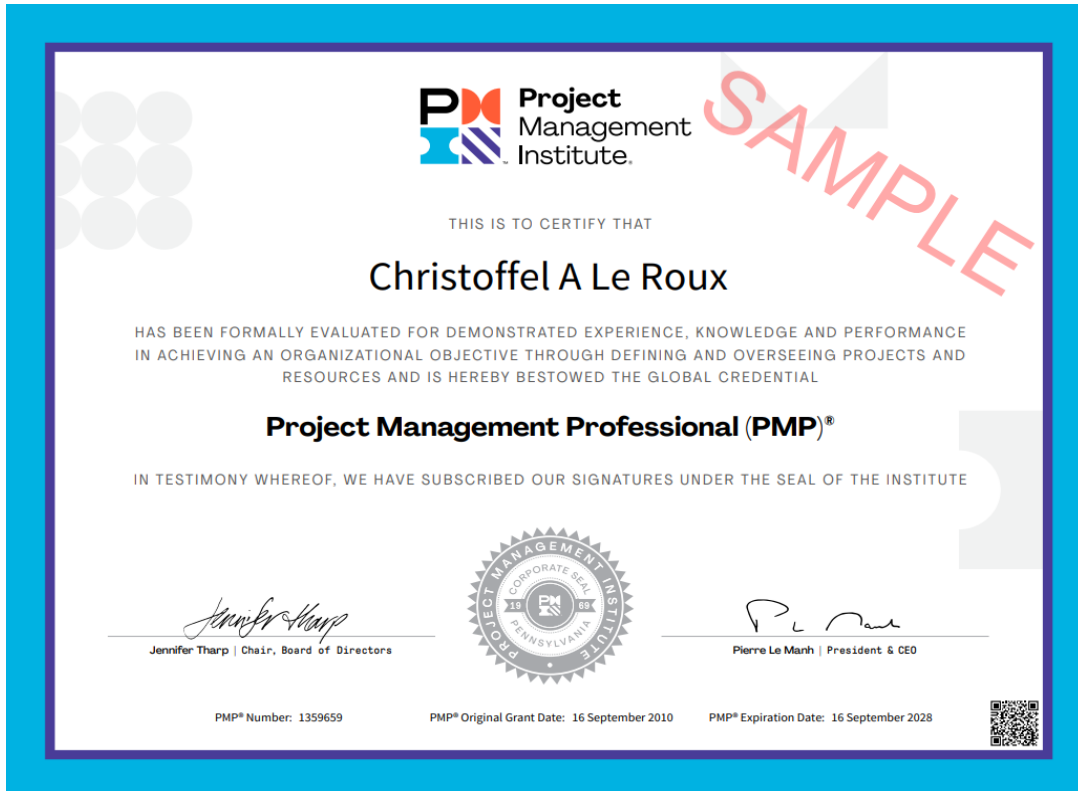 PM
Project
Management
Institute.
SAMPLE
THIS IS TO CERTIFY THAT
Christoffel A Le Roux
HAS BEEN FORMALLY EVALUATED FOR DEMONSTRATED EXPERIENCE, KNOWLEDGE AND PERFORMANCE
IN ACHIEVING AN ORGANIZATIONAL OBJECTIVE THROUGH DEFINING AND OVERSEEING PROJECTS AND
RESOURCES AND IS HEREBY BESTOWED THE GLOBAL CREDENTIAL
Project Management Professional (PMP)®
IN TESTIMONY WHEREOF, WE HAVE SUBSCRIBED OUR SIGNATURES UNDER THE SEAL OF THE INSTITUTE
PROJECT MANAGEMENT INSTITUTE
CORPORATE SEAL
19 PM 69
PENNSYLVANIA
Jennifer Tharp
Jennifer Tharp | Chair, Board of Directors
Pierre Le Manh | President & CEO
PMP® Number: 1359659 PMP® Original Grant Date: 16 September 2010 PMP® Expiration Date: 16 September 2028